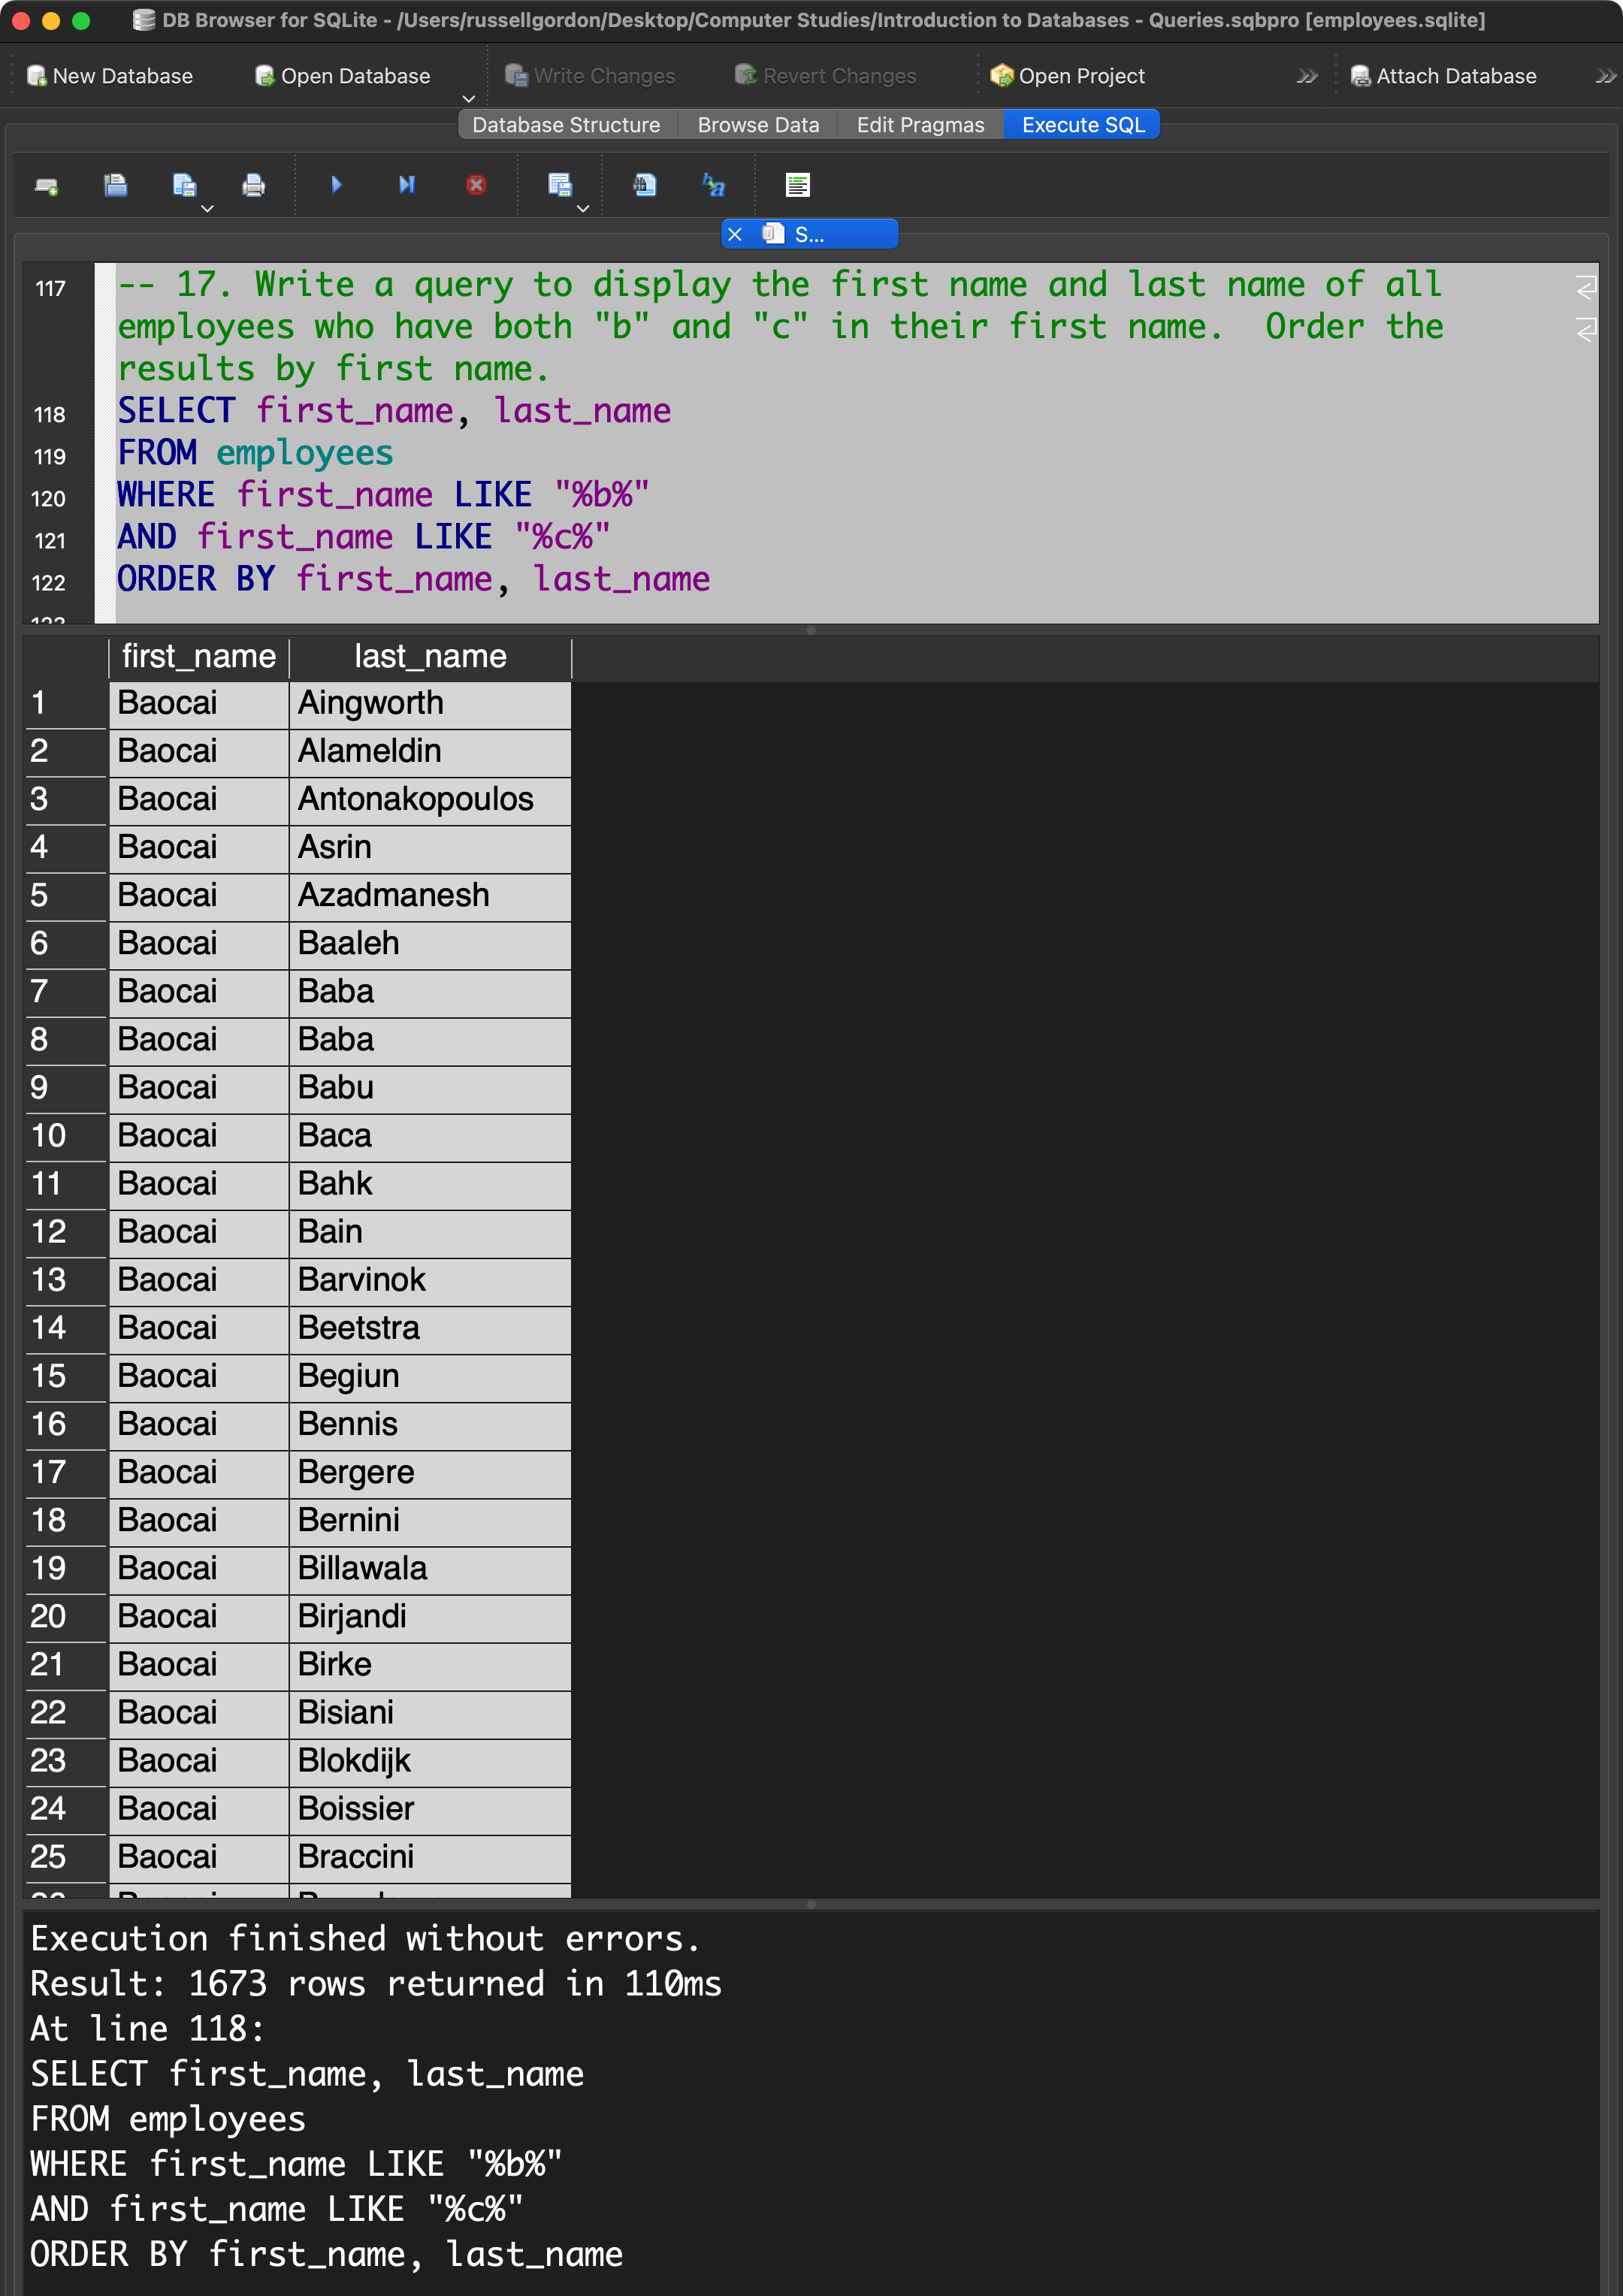 DB Browser for SQLite - /Users/russellgordon/Desktop/Computer Studies/Introduction to Databases - Queries.sqbpro [employees.sqlite]
New Database Open Database Write Changes Revert Changes Open Project Attach Database
Database Structure Browse Data Edit Pragmas Execute SQL
S...
117 -- 17. Write a query to display the first name and last name of all
employees who have both "b" and "c" in their first name.  Order the
results by first name.
118 SELECT first_name, last_name
119 FROM employees
120 WHERE first_name LIKE "%b%"
121 AND first_name LIKE "%c%"
122 ORDER BY first_name, last_name
first_name last_name
1 Baocai Aingworth
2 Baocai Alameldin
3 Baocai Antonakopoulos
4 Baocai Asrin
5 Baocai Azadmanesh
6 Baocai Baaleh
7 Baocai Baba
8 Baocai Baba
9 Baocai Babu
10 Baocai Baca
11 Baocai Bahk
12 Baocai Bain
13 Baocai Barvinok
14 Baocai Beetstra
15 Baocai Begiun
16 Baocai Bennis
17 Baocai Bergere
18 Baocai Bernini
19 Baocai Billawala
20 Baocai Birjandi
21 Baocai Birke
22 Baocai Bisiani
23 Baocai Blokdijk
24 Baocai Boissier
25 Baocai Braccini
Execution finished without errors.
Result: 1673 rows returned in 110ms
At line 118:
SELECT first_name, last_name
FROM employees
WHERE first_name LIKE "%b%"
AND first_name LIKE "%c%"
ORDER BY first_name, last_name